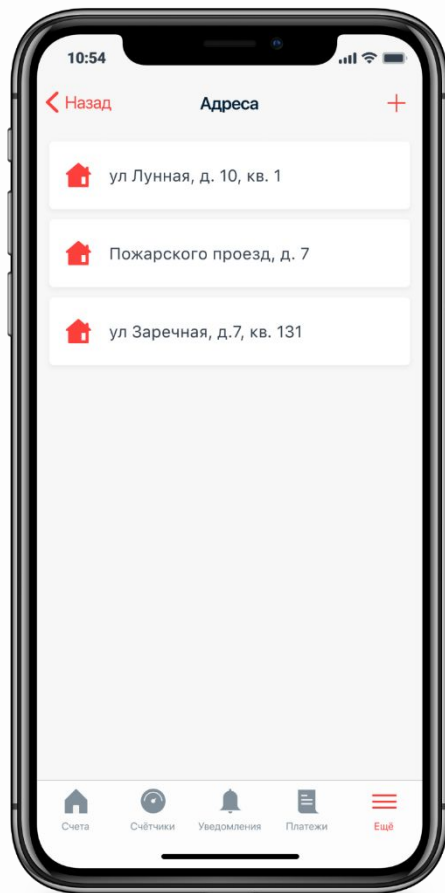 10:54
Назад
Адреса
ул Лунная, д. 10, кв. 1
Пожарского проезд, д. 7
ул Заречная, д.7, кв. 131
Счета
Счётчики
Уведомления
Платежи
Ещё